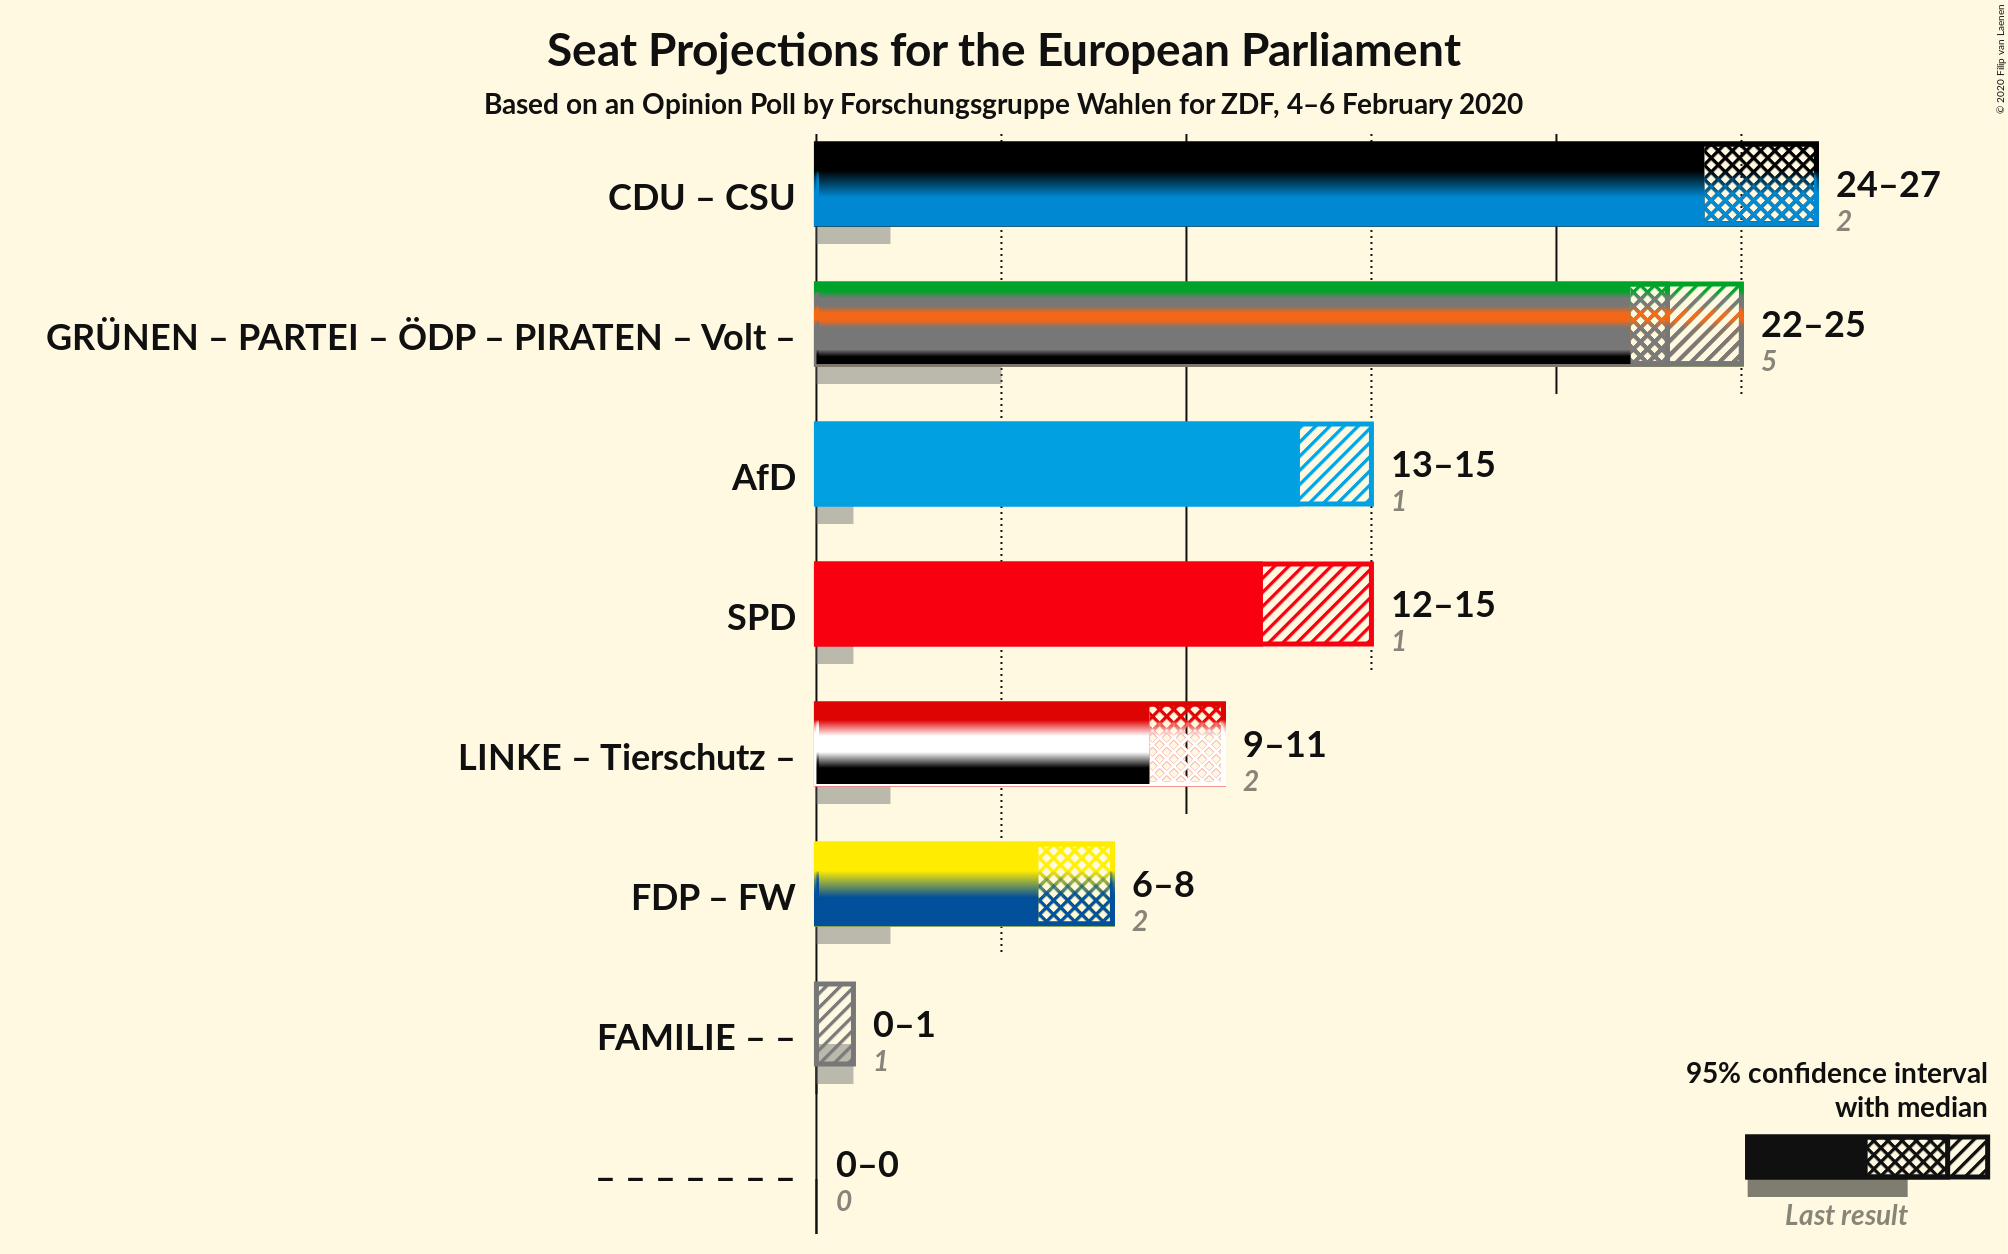 Seat Projections for the European Parliament
Based on an Opinion Poll by Forschungsgruppe Wahlen for ZDF, 4–6 February 2020
© 2020 Filip van Laenen
CDU – CSU
24–27
2
GRÜNEN – PARTEI – ÖDP – PIRATEN – Volt –
22–25
5
AfD
13–15
1
SPD
12–15
1
LINKE – Tierschutz –
9–11
2
FDP – FW
6–8
2
FAMILIE – –
0–1
1
– – – – – – –
0–0
0
95% confidence interval
with median
Last result